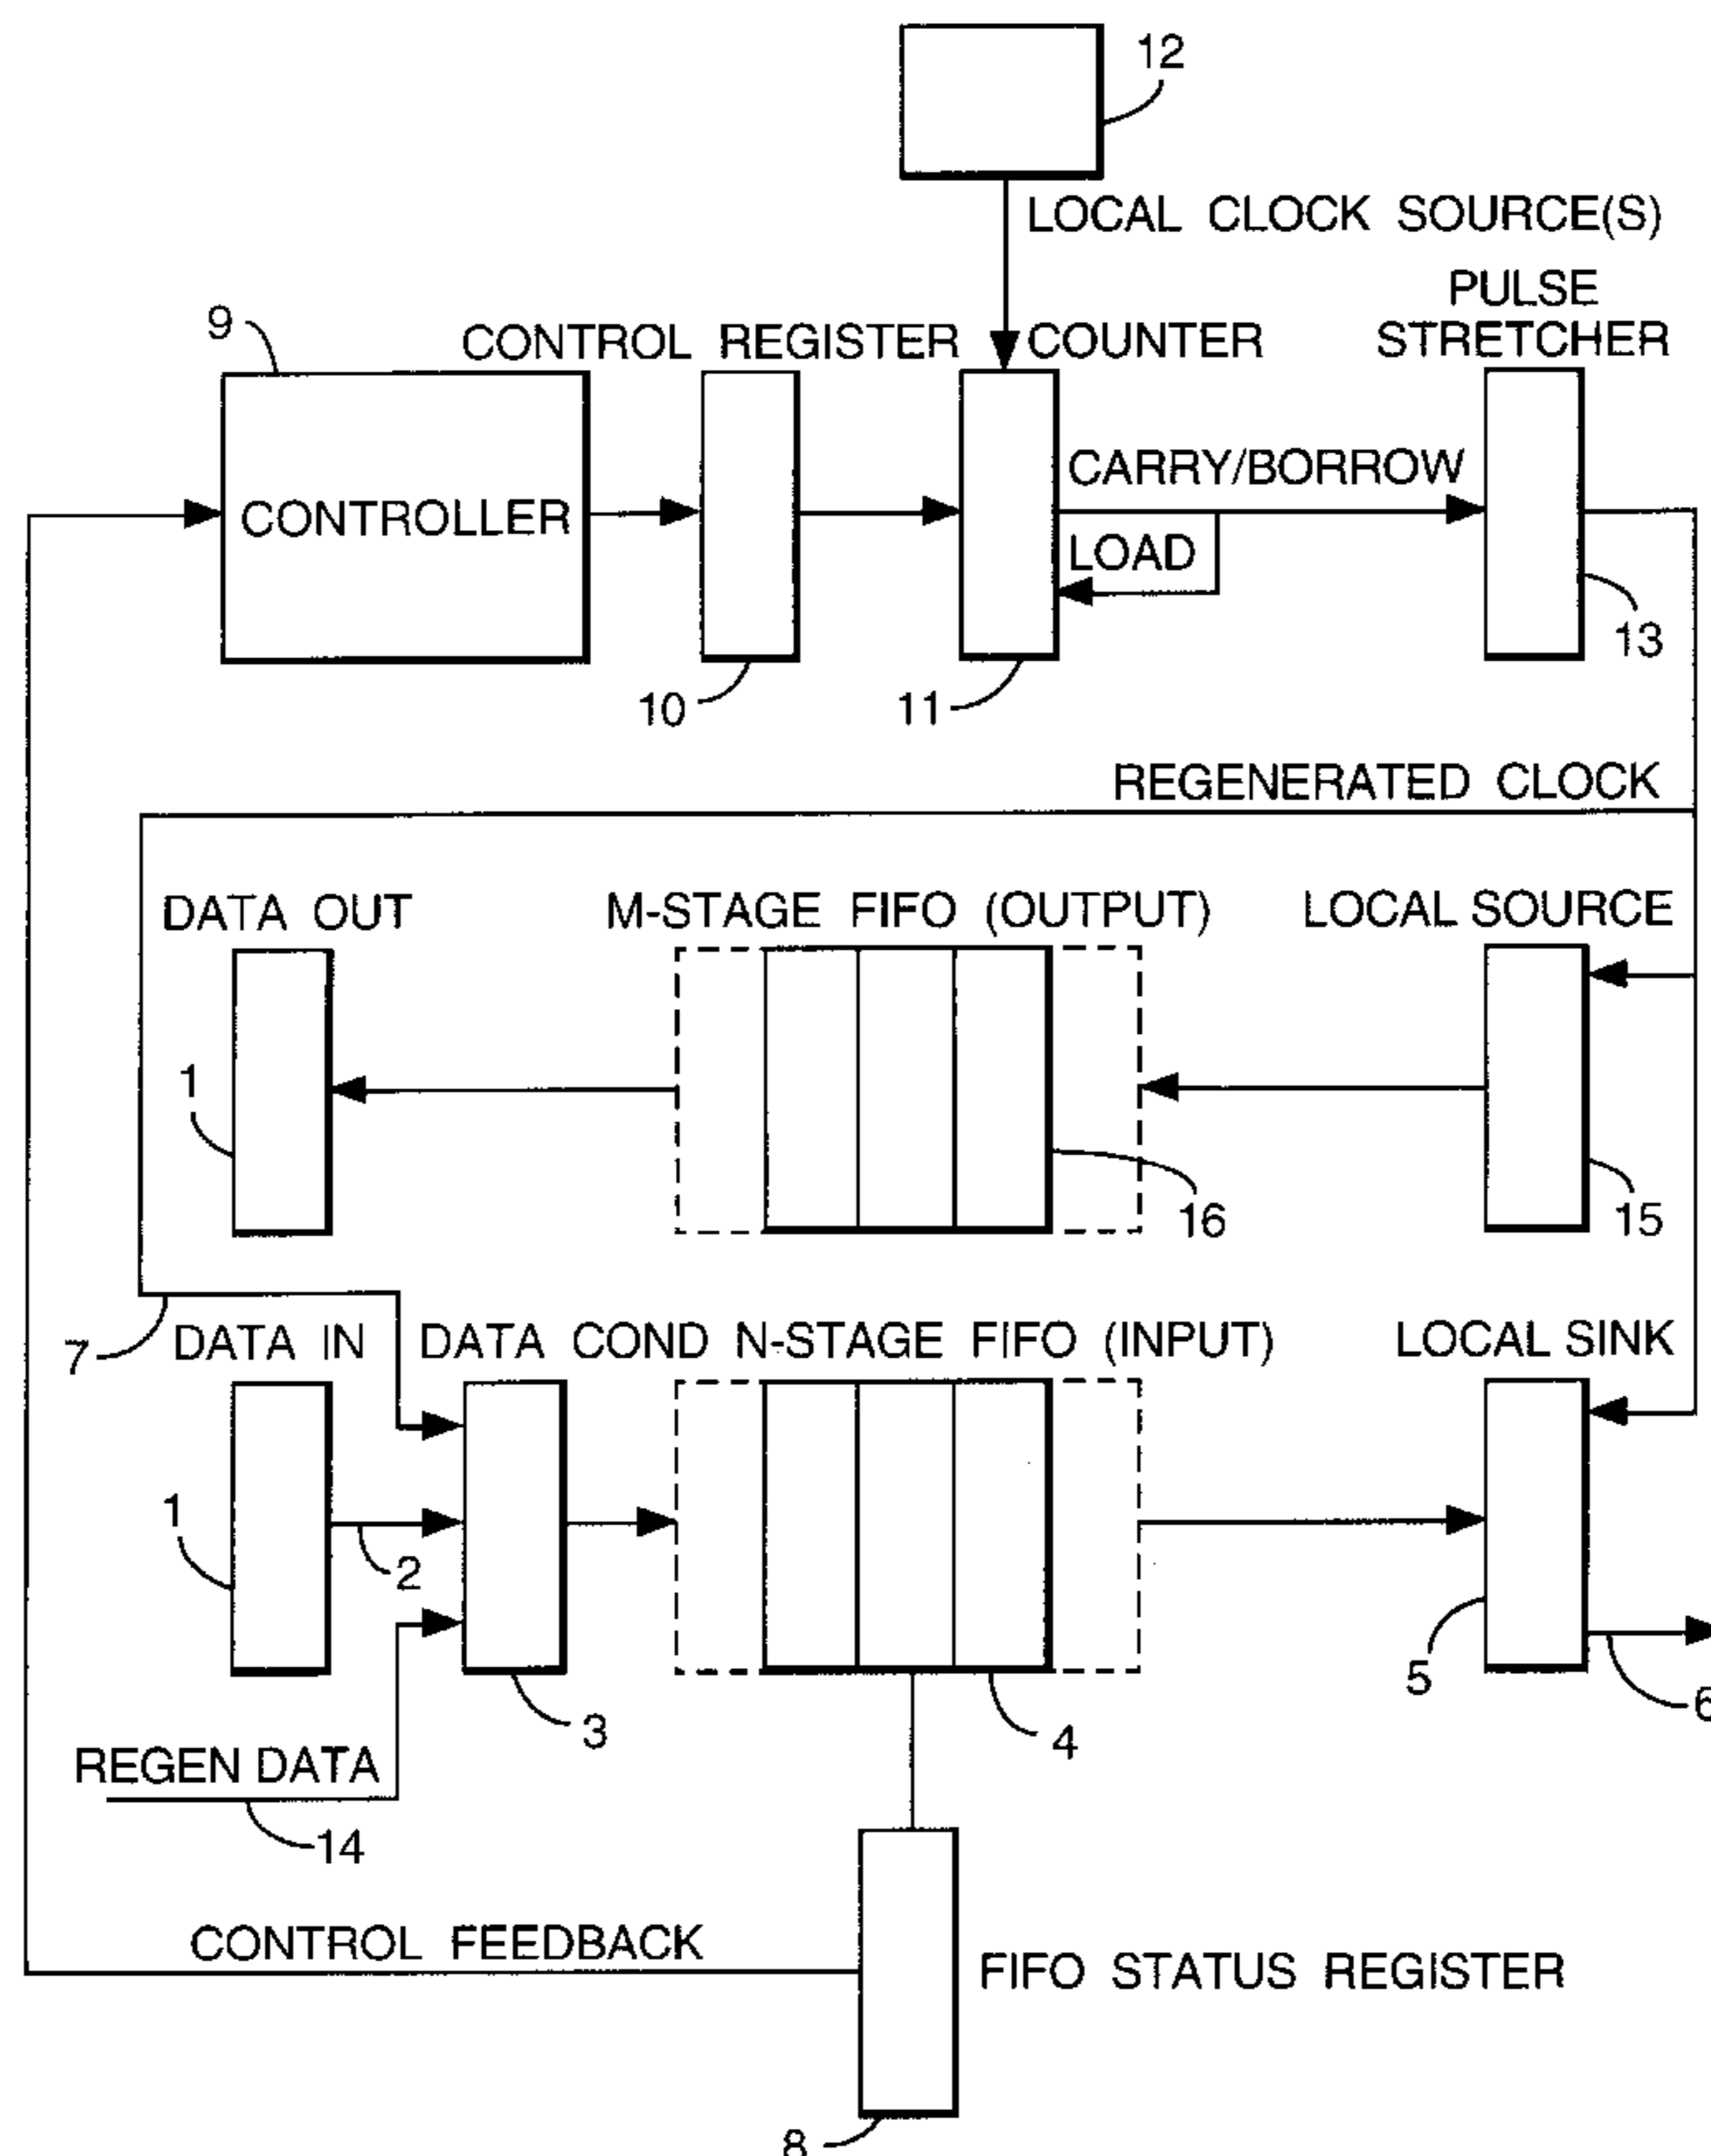 12
LOCAL CLOCK SOURCE(S)
PULSE
STRETCHER
9
CONTROL REGISTER
COUNTER
CARRY/BORROW
CONTROLLER
LOAD
13
10
11
REGENERATED CLOCK
DATA OUT
M-STAGE FIFO (OUTPUT)
LOCAL SOURCE
1
16
15
7
DATA IN
DATA COND
N-STAGE FIFO (INPUT)
LOCAL SINK
1
2
5
6
3
4
REGEN DATA
14
CONTROL FEEDBACK
FIFO STATUS REGISTER
8